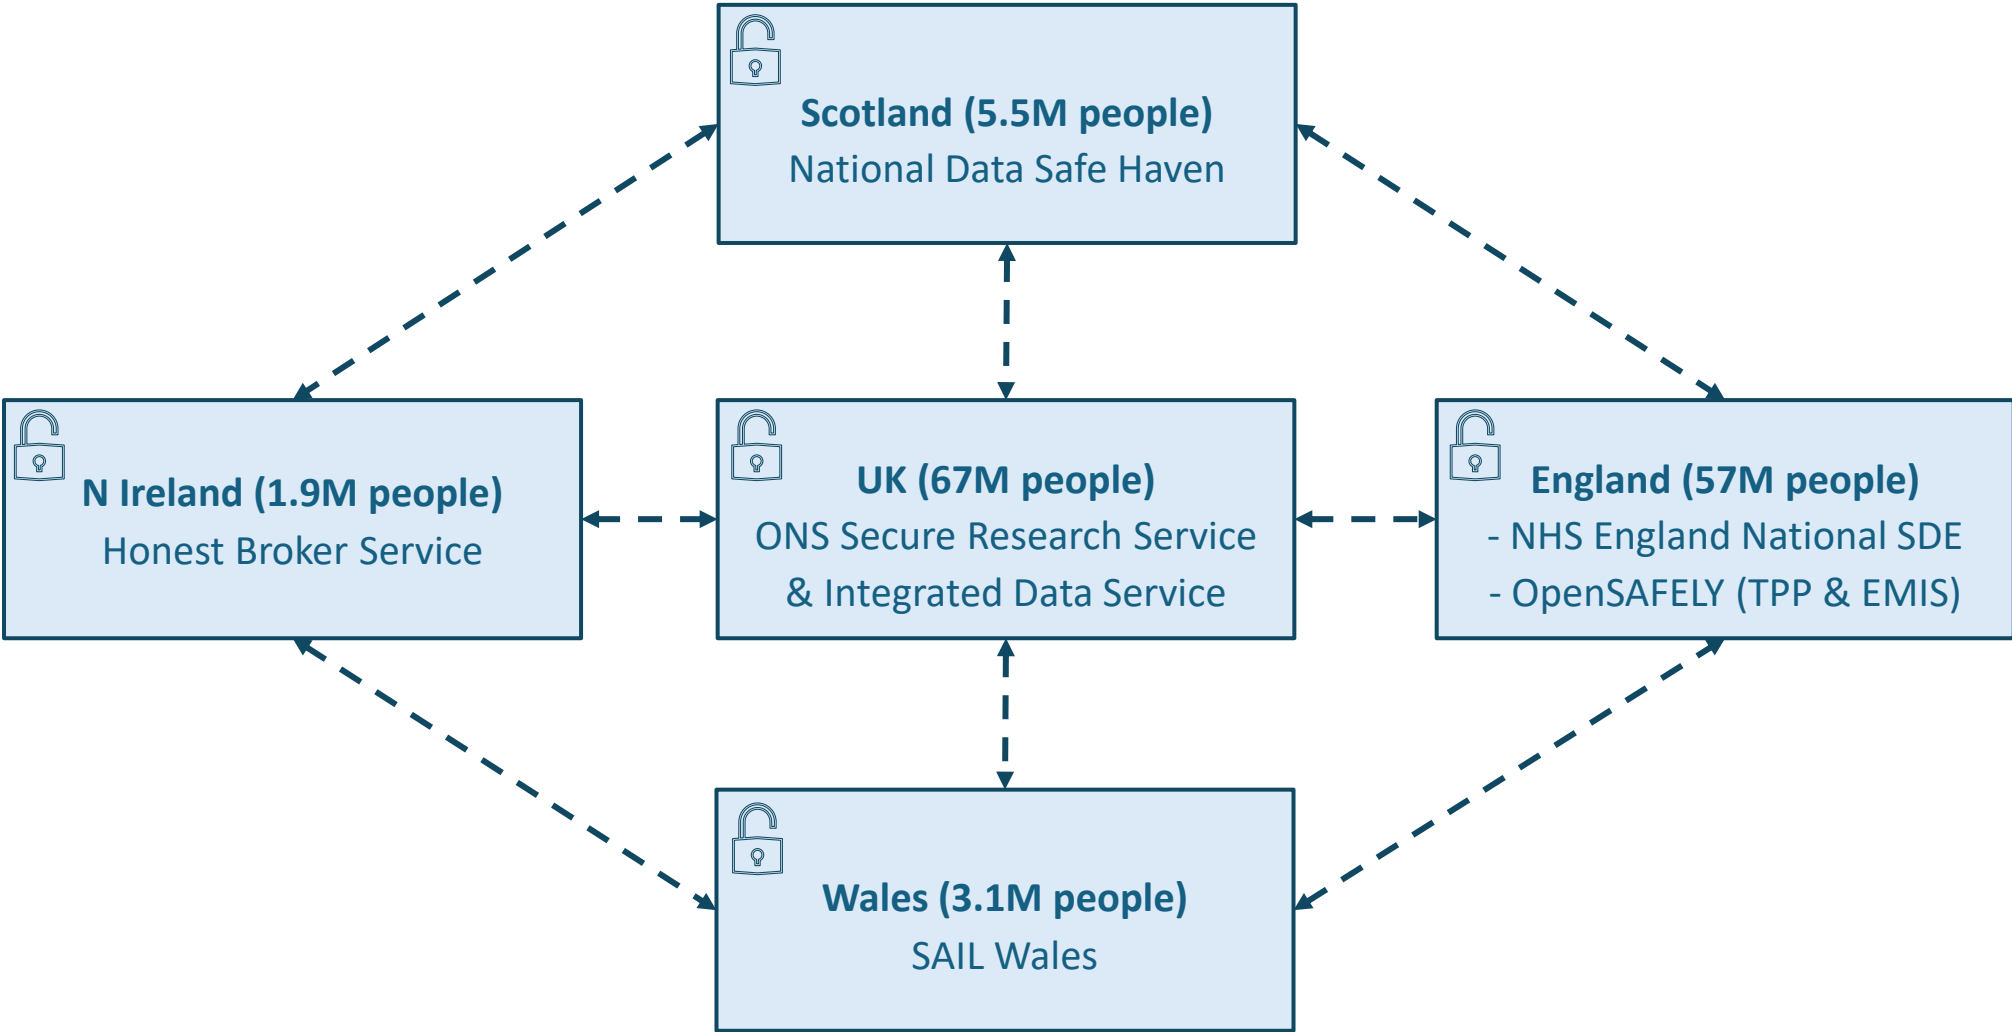 Scotland (5.5M people)
National Data Safe Haven
N Ireland (1.9M people)
Honest Broker Service
UK (67M people)
ONS Secure Research Service
& Integrated Data Service
England (57M people)
- NHS England National SDE
- OpenSAFELY (TPP & EMIS)
Wales (3.1M people)
SAIL Wales